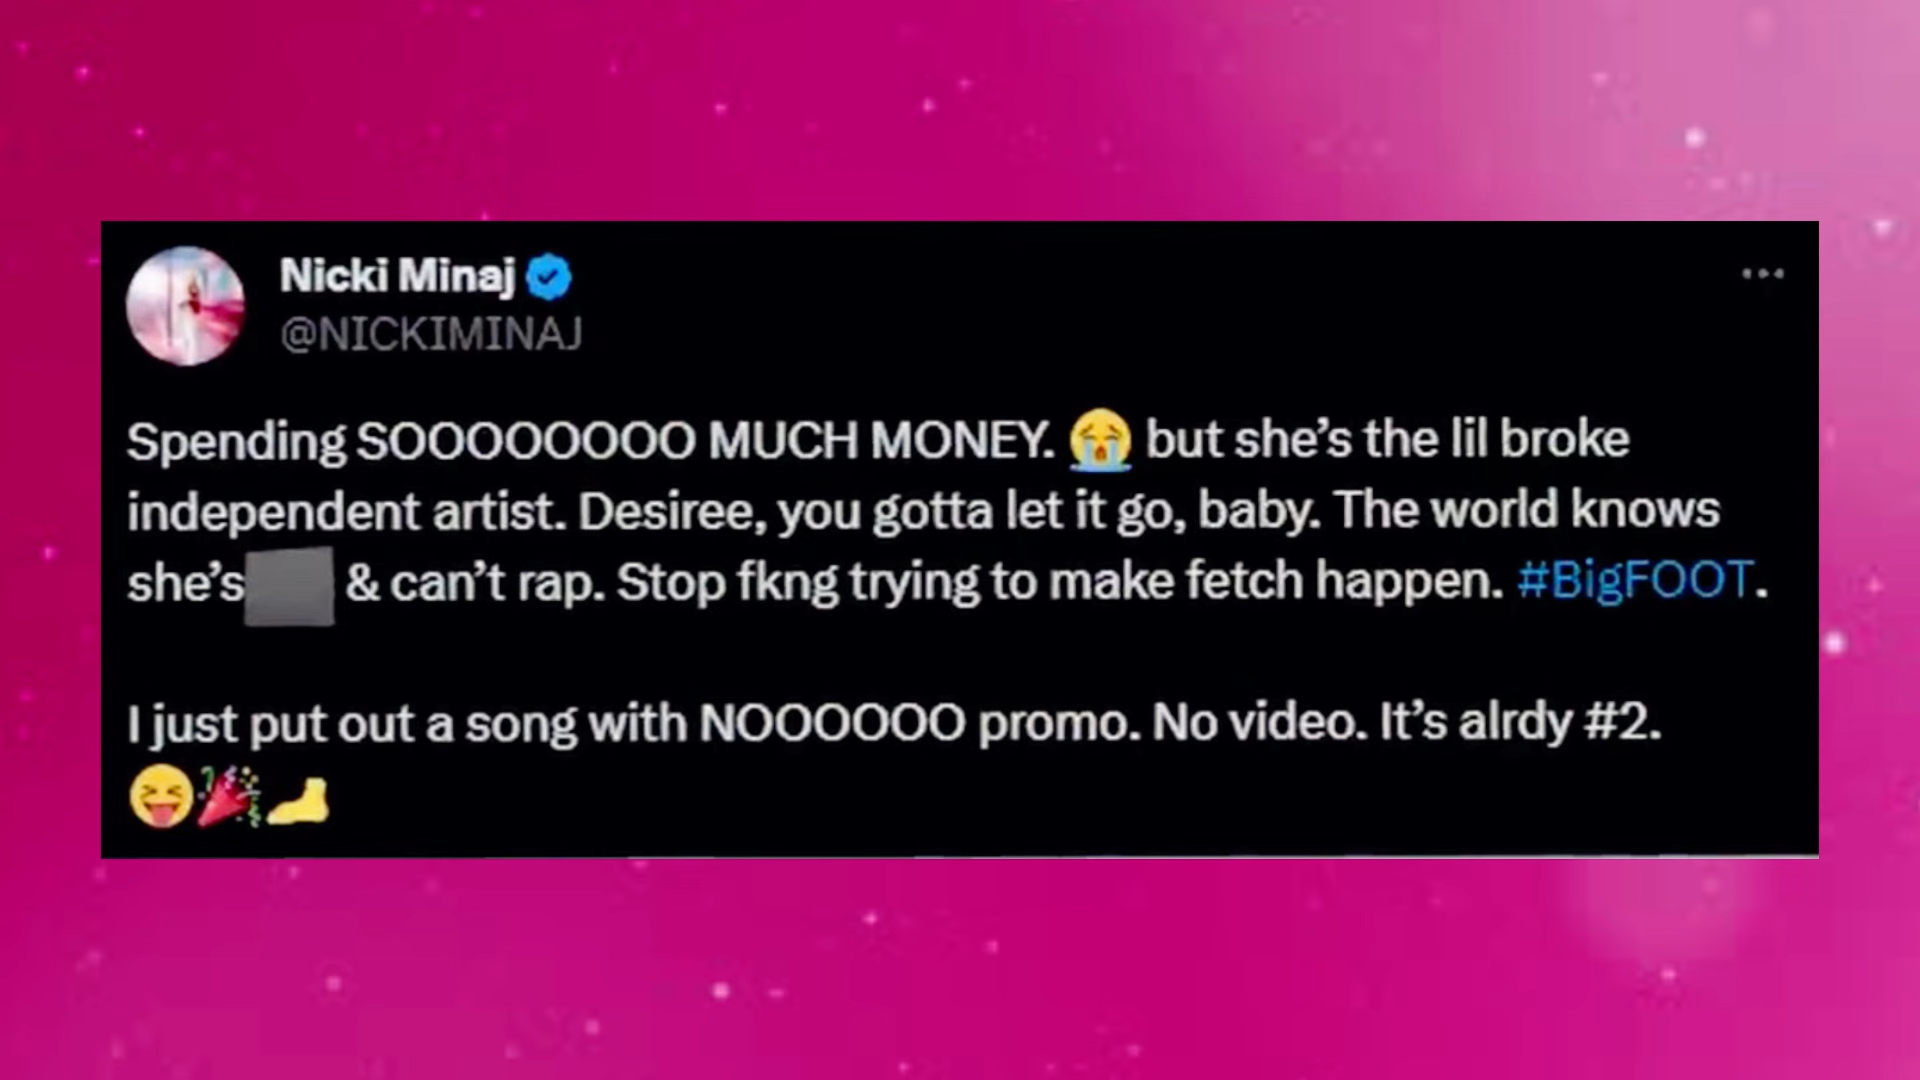 Nicki Minaj
@NICKIMINAJ
Spending SOOOOOOOO MUCH MONEY. 😭 but she's the lil broke
independent artist. Desiree, you gotta let it go, baby. The world knows
she's & can't rap. Stop fkng trying to make fetch happen. #BigFOOT.
I just put out a song with NOOOOOO promo. No video. It's alrdy #2.
😝🎉🦶